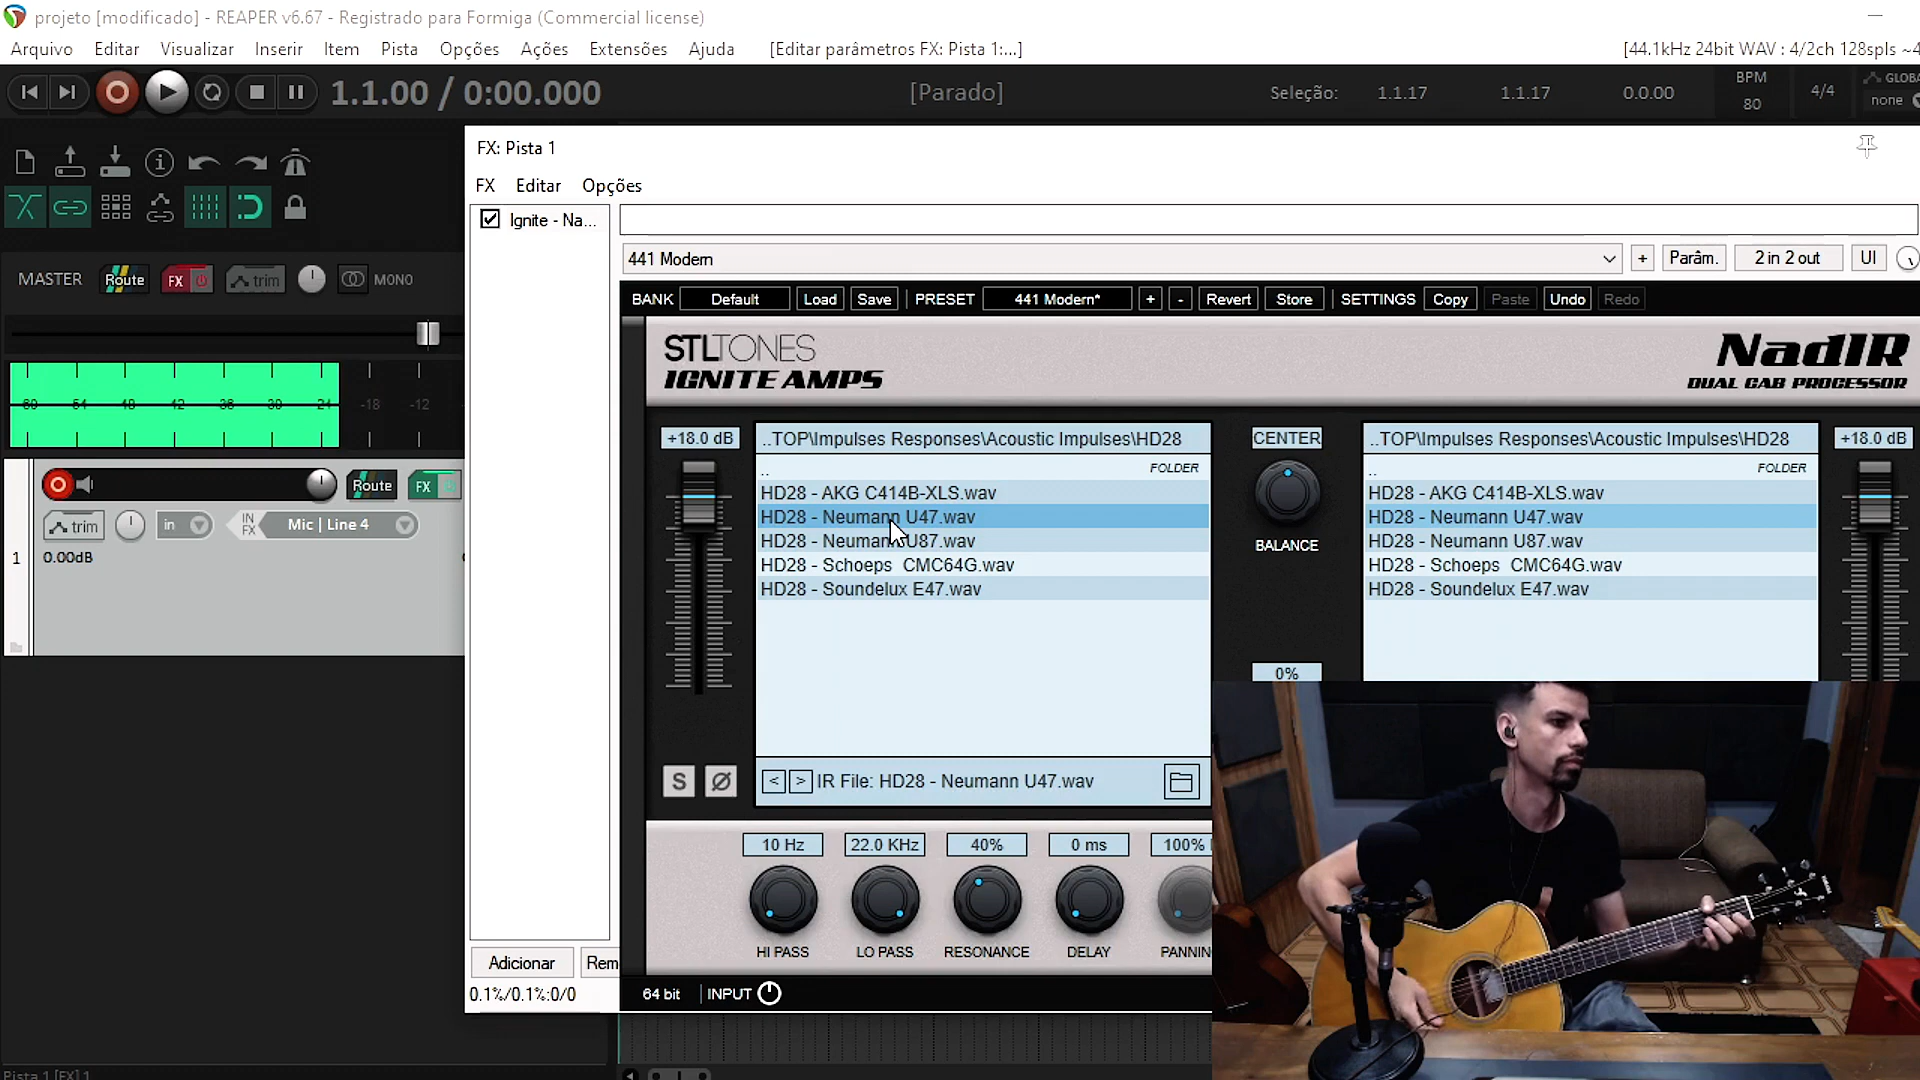 projeto [modificado] - REAPER v6.67 - Registrado para Formiga (Commercial license)
Arquivo Editar Visualizar Inserir Item Pista Opções Ações Extensões Ajuda [Editar parâmetros FX: Pista 1:...] [44.1kHz 24bit WAV : 4/2ch 128spls ~4
1.1.00 / 0:00.000 [Parado] Seleção: 1.1.17 1.1.17 0.0.00
BPM
80
4/4
GLOBA
none
FX: Pista 1
FX Editar Opções
Ignite - Na...
441 Modern + Parâm. 2 in 2 out UI
BANK Default Load Save PRESET 441 Modern* + - Revert Store SETTINGS Copy Paste Undo Redo
MASTER Route FX trim MONO
-18 -12
STLTONES
IGNITE AMPS
NadIR
DUAL CAB PROCESSOR
+18.0 dB
..TOP\Impulses Responses\Acoustic Impulses\HD28
.. FOLDER
HD28 - AKG C414B-XLS.wav
HD28 - Neumann U47.wav
HD28 - Neumann U87.wav
HD28 - Schoeps CMC64G.wav
HD28 - Soundelux E47.wav
S Ø
< > IR File: HD28 - Neumann U47.wav
CENTER
BALANCE
0%
..TOP\Impulses Responses\Acoustic Impulses\HD28
.. FOLDER
HD28 - AKG C414B-XLS.wav
HD28 - Neumann U47.wav
HD28 - Neumann U87.wav
HD28 - Schoeps CMC64G.wav
HD28 - Soundelux E47.wav
+18.0 dB
Route FX
trim in IN FX Mic | Line 4
1
0.00dB
10 Hz 22.0 KHz 40% 0 ms 100%
HI PASS LO PASS RESONANCE DELAY PANNIN
Adicionar Rem
0.1%/0.1%:0/0
64 bit INPUT
Pista 1 [FX] 1